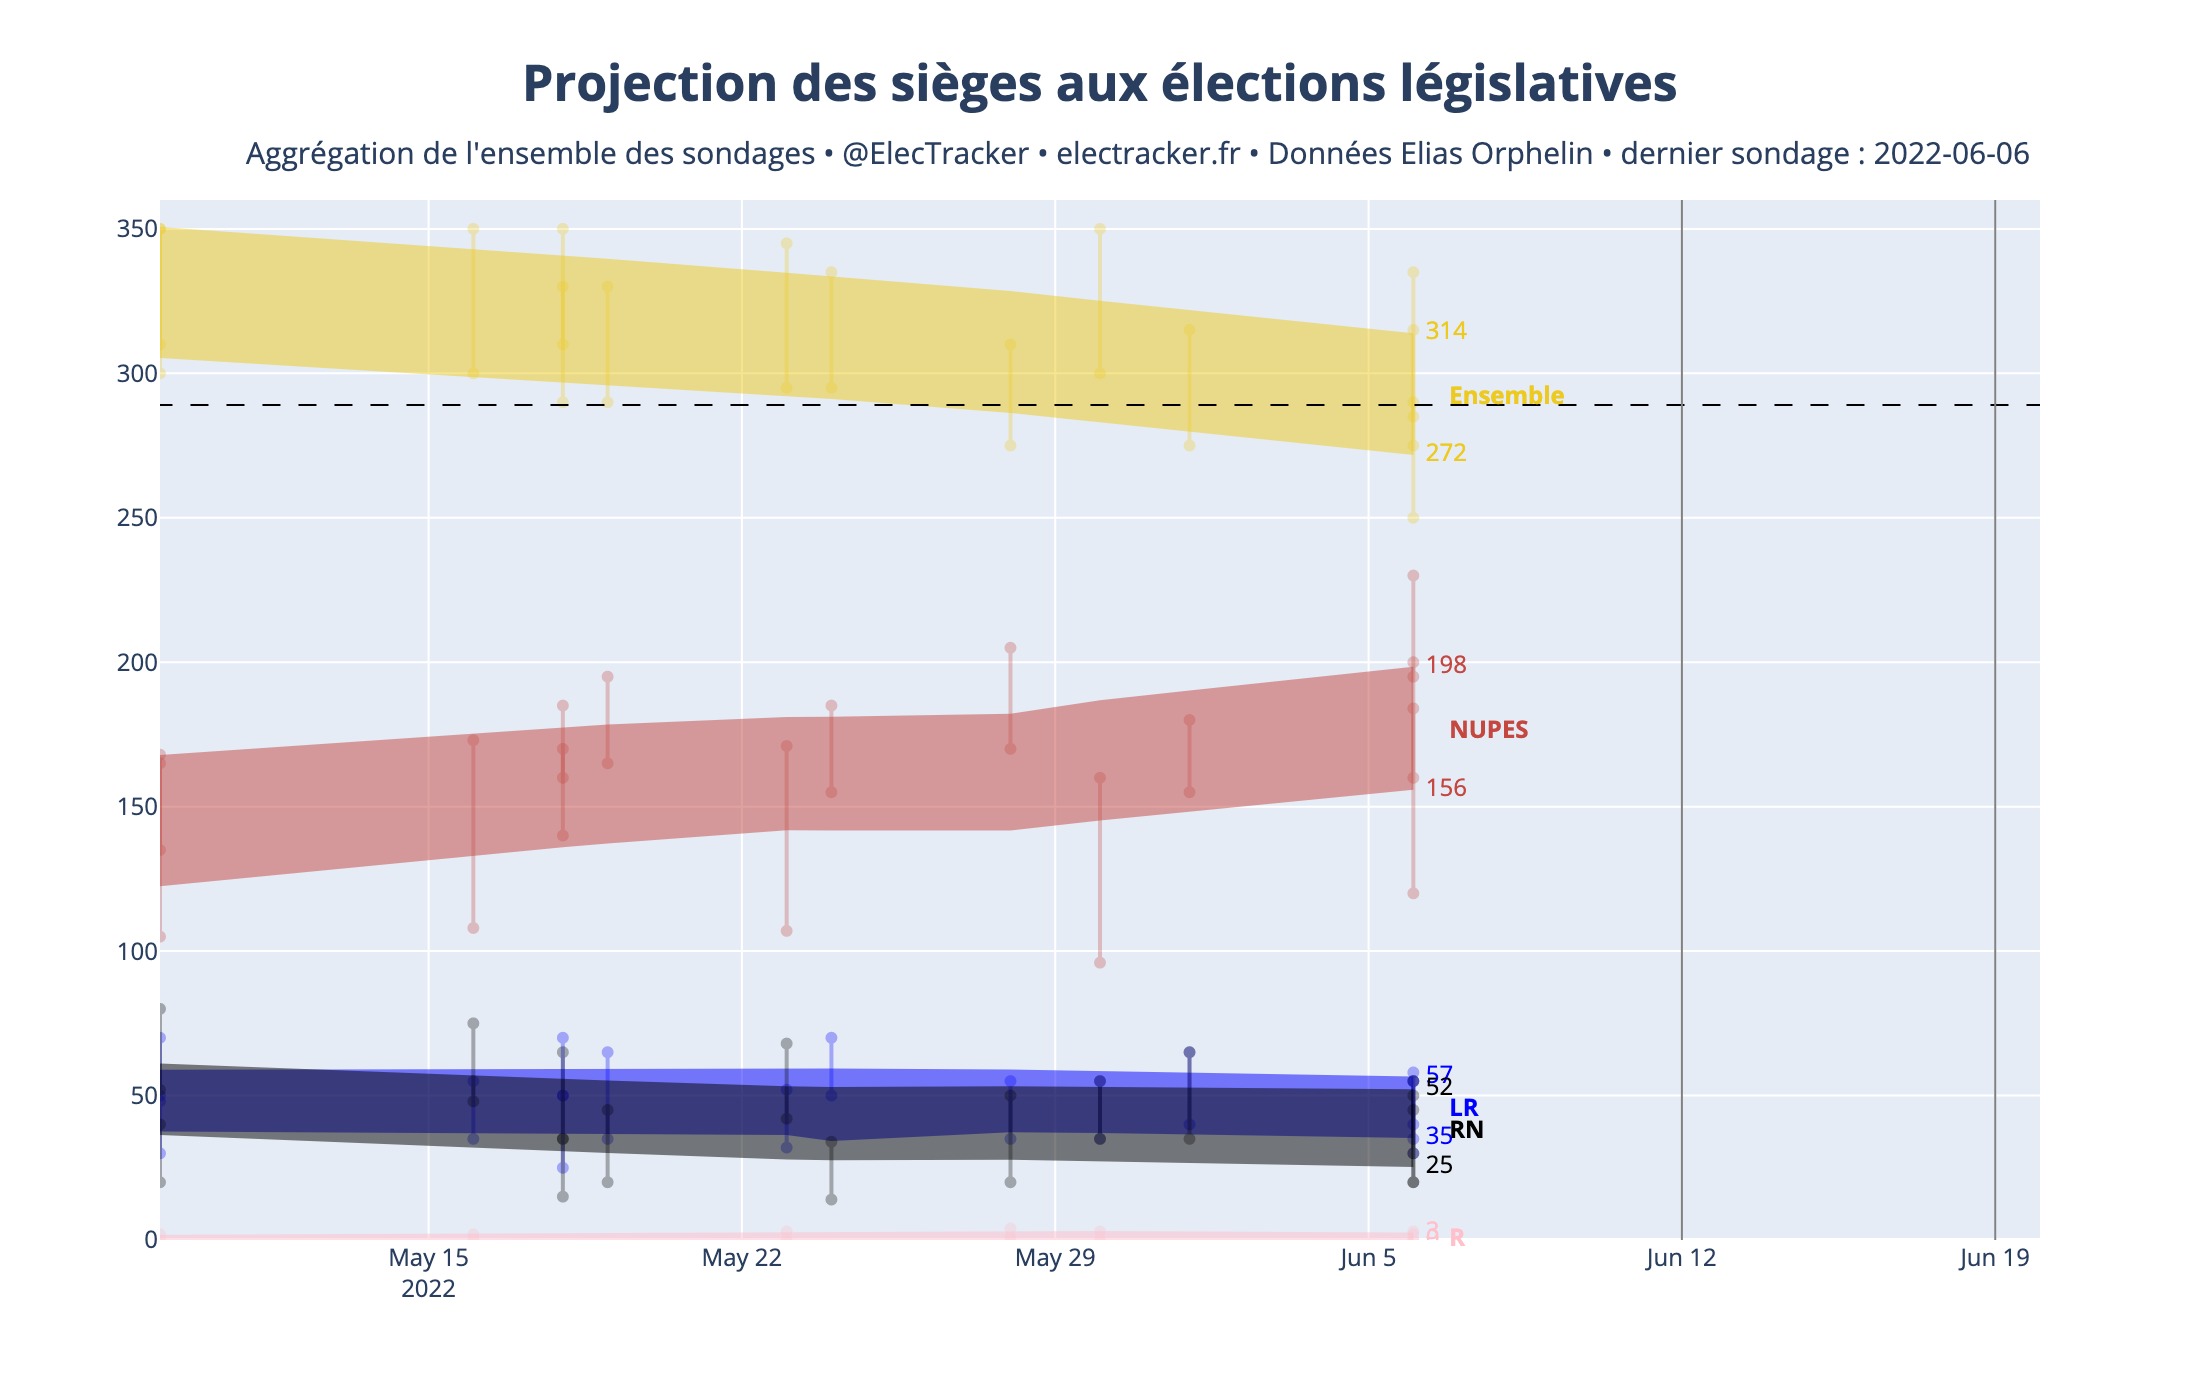 Projection des sièges aux élections législatives
Aggrégation de l'ensemble des sondages • @ElecTracker • electracker.fr • Données Elias Orphelin • dernier sondage : 2022-06-06
350
300
250
200
150
100
50
0
314
Ensemble
272
198
NUPES
156
57
52
LR
RN
35
25
3
0
R
May 15
2022
May 22
May 29
Jun 5
Jun 12
Jun 19